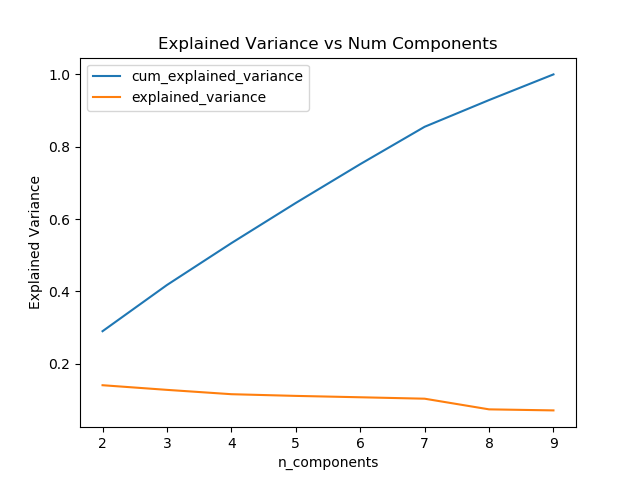 Explained Variance vs Num Components
cum_explained_variance
explained_variance
Explained Variance
1.0
0.8
0.6
0.4
0.2
2 3 4 5 6 7 8 9
n_components